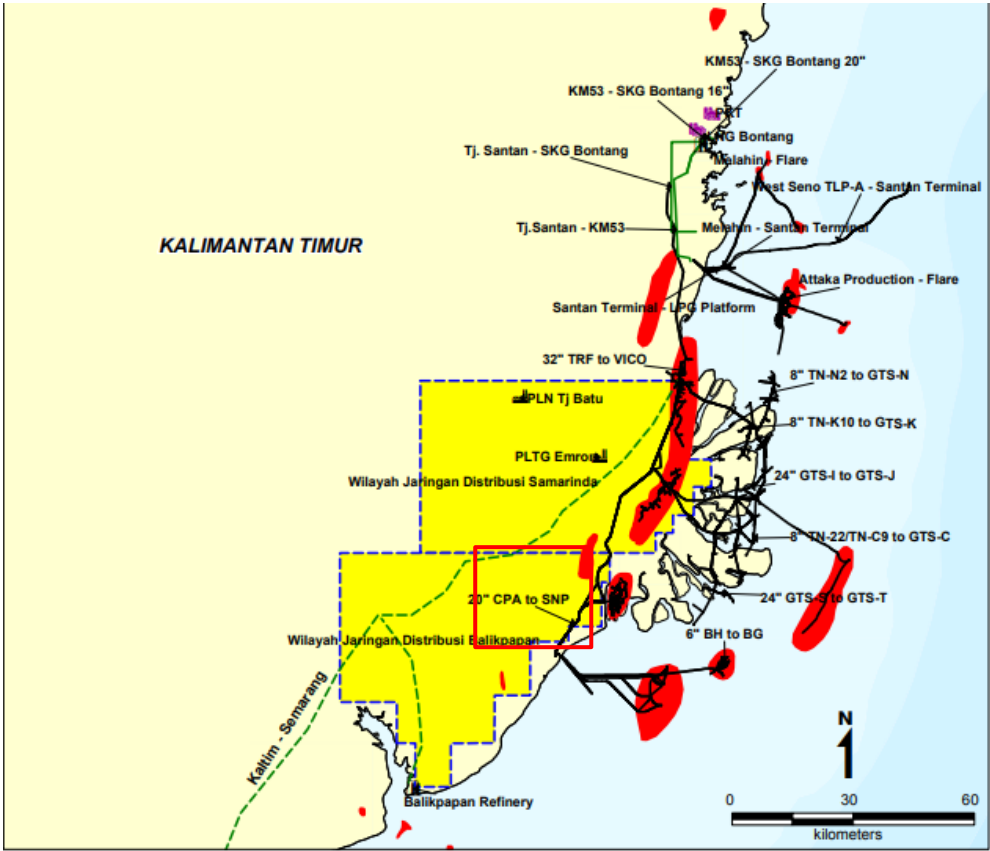 KM53 - SKG Bontang 20"
KM53 - SKG Bontang 16"
LNG Bontang
Tj. Santan - SKG Bontang
Melahin - Flare
West Seno TLP-A - Santan Terminal
Tj.Santan - KM53
Melahin - Santan Terminal
KALIMANTAN TIMUR
Attaka Production - Flare
Santan Terminal - LPG Platform
32" TRF to VICO
8" TN-N2 to GTS-N
PLN Tj Batu
8" TN-K10 to GTS-K
PLTG Emron
24" GTS-I to GTS-J
Wilayah Jaringan Distribusi Samarinda
8" TN-22/TN-C9 to GTS-C
20" CPA to SNP
24" GTS-S to GTS-T
6" BH to BG
Wilayah Jaringan Distribusi Balikpapan
Kaltim - Semarang
N
Balikpapan Refinery
0 30 60
kilometers